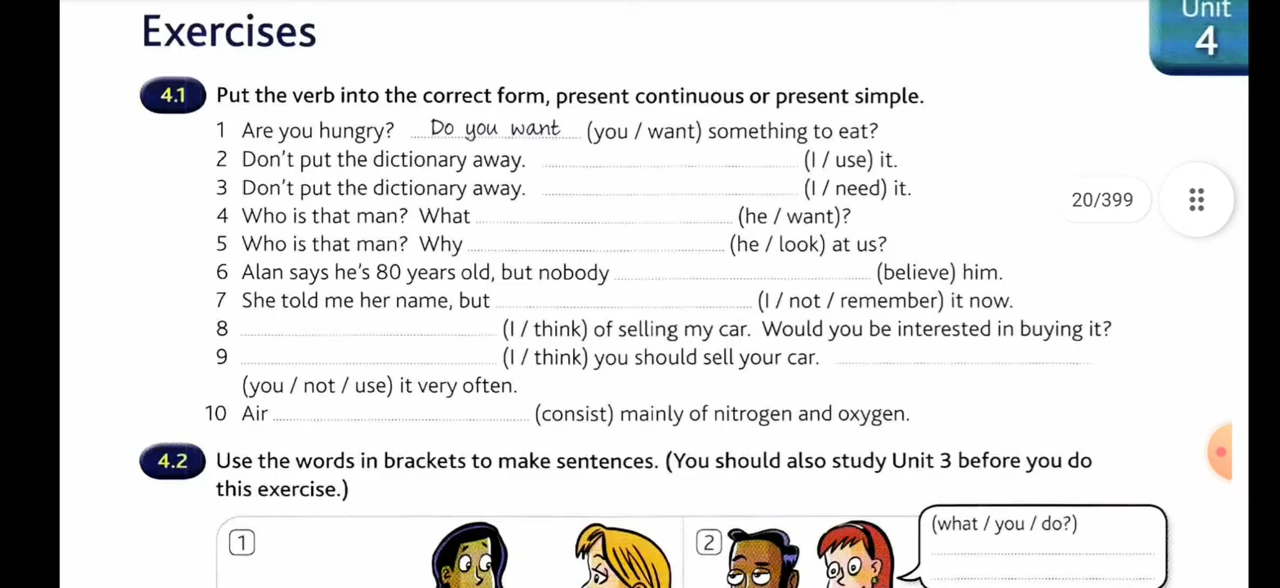 Exercises
Unit
4
4.1 Put the verb into the correct form, present continuous or present simple.
1 Are you hungry? Do you want (you / want) something to eat?
2 Don't put the dictionary away. (I / use) it.
3 Don't put the dictionary away. (I / need) it.
4 Who is that man? What (he / want)?
5 Who is that man? Why (he / look) at us?
6 Alan says he's 80 years old, but nobody (believe) him.
7 She told me her name, but (I / not / remember) it now.
8 (I / think) of selling my car. Would you be interested in buying it?
9 (I / think) you should sell your car.
(you / not / use) it very often.
10 Air (consist) mainly of nitrogen and oxygen.
20/399
4.2 Use the words in brackets to make sentences. (You should also study Unit 3 before you do
this exercise.)
1
2
(what / you / do?)